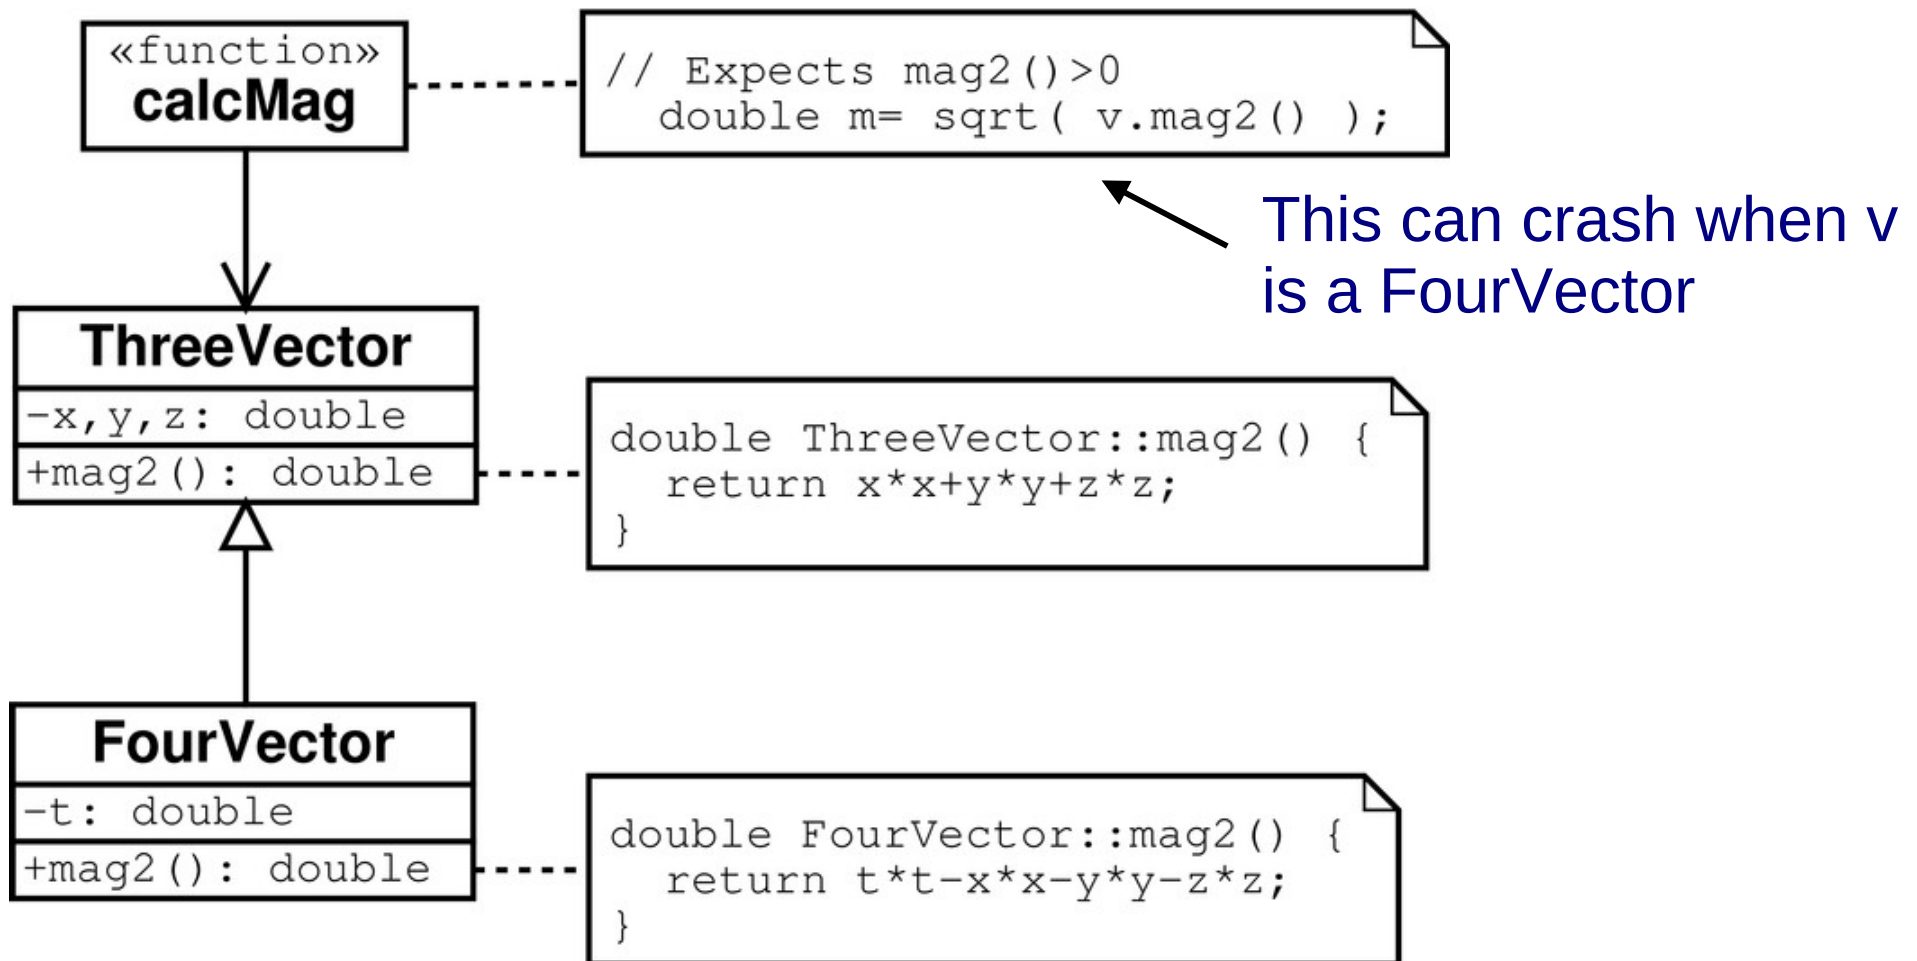 «function»
calcMag
// Expects mag2()>0
double m= sqrt( v.mag2() );
This can crash when v
is a FourVector
ThreeVector
-x,y,z: double
+mag2(): double
double ThreeVector::mag2() {
return x*x+y*y+z*z;
}
FourVector
-t: double
+mag2(): double
double FourVector::mag2() {
return t*t-x*x-y*y-z*z;
}